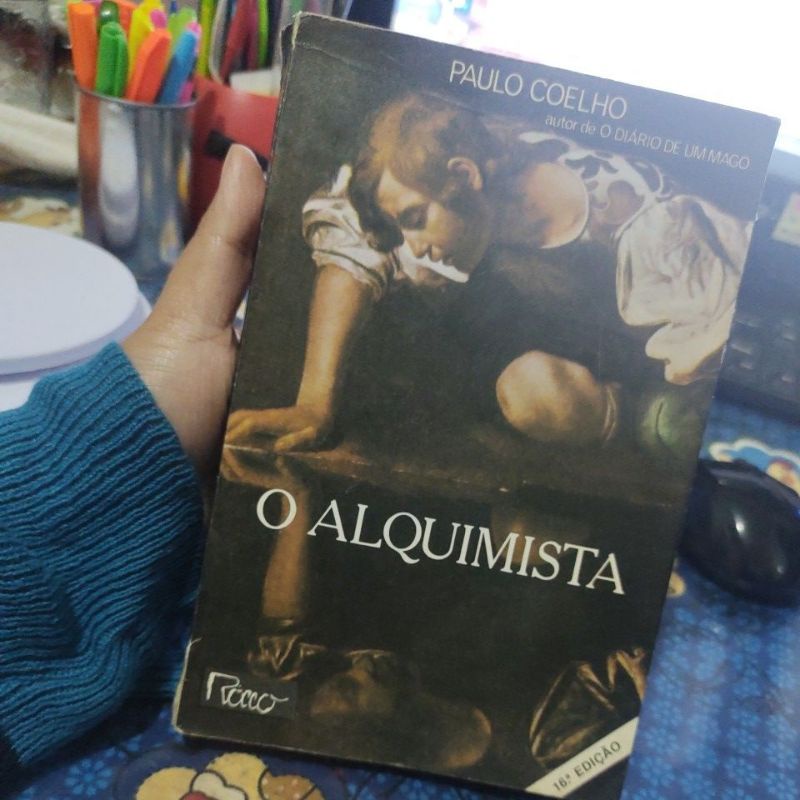 PAULO COELHO
autor de O DIÁRIO DE UM MAGO
O ALQUIMISTA
Rocco
16ª EDIÇÃO